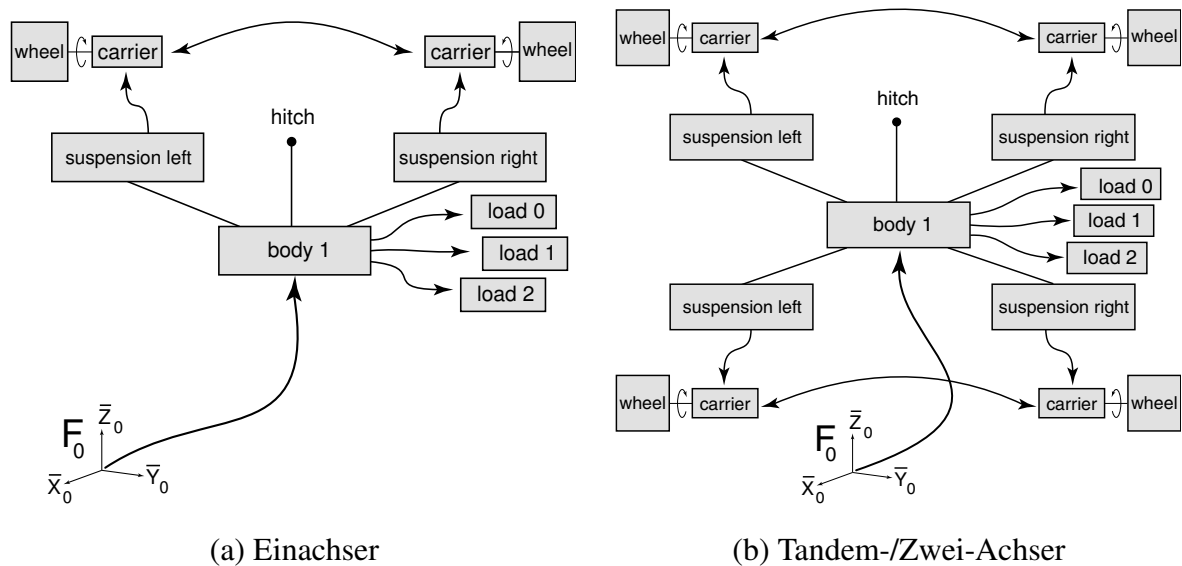 wheel
carrier
carrier
wheel
hitch
suspension left
suspension right
load 0
body 1
load 1
load 2
F0
Z̅0
X̅0
Y̅0
(a) Einachser
wheel
carrier
carrier
wheel
hitch
suspension left
suspension right
load 0
body 1
load 1
load 2
suspension left
suspension right
wheel
carrier
carrier
wheel
F0
Z̅0
X̅0
Y̅0
(b) Tandem-/Zwei-Achser